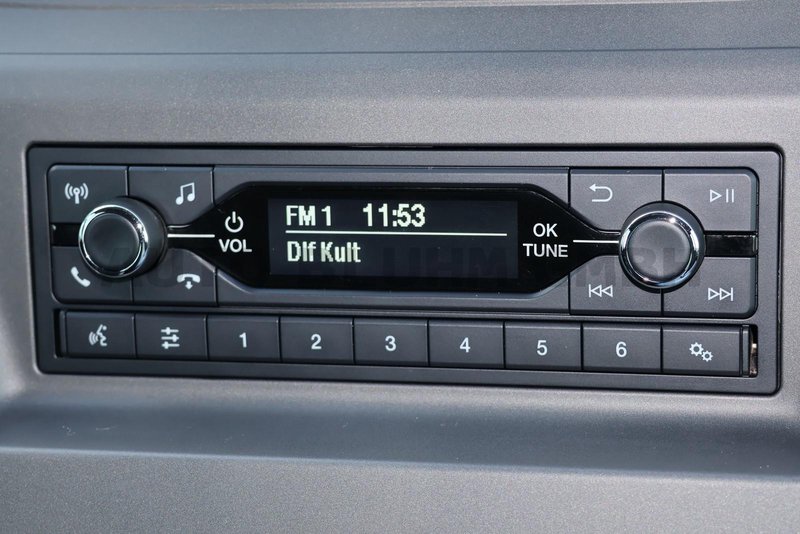 FM 1 11:53
Dlf Kult
VOL
OK
TUNE
1 2 3 4 5 6